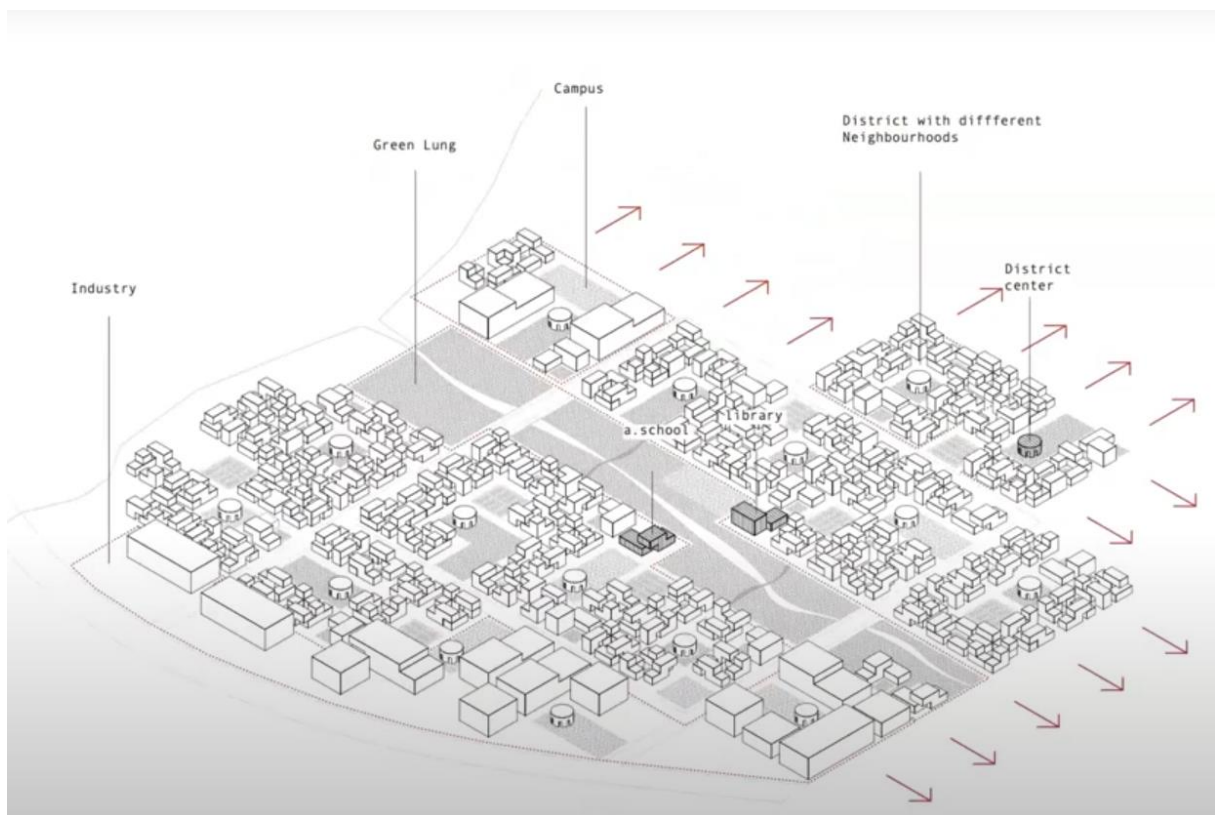 Campus
District with diffferent
Neighbourhoods
Green Lung
District
center
Industry
library
a.school